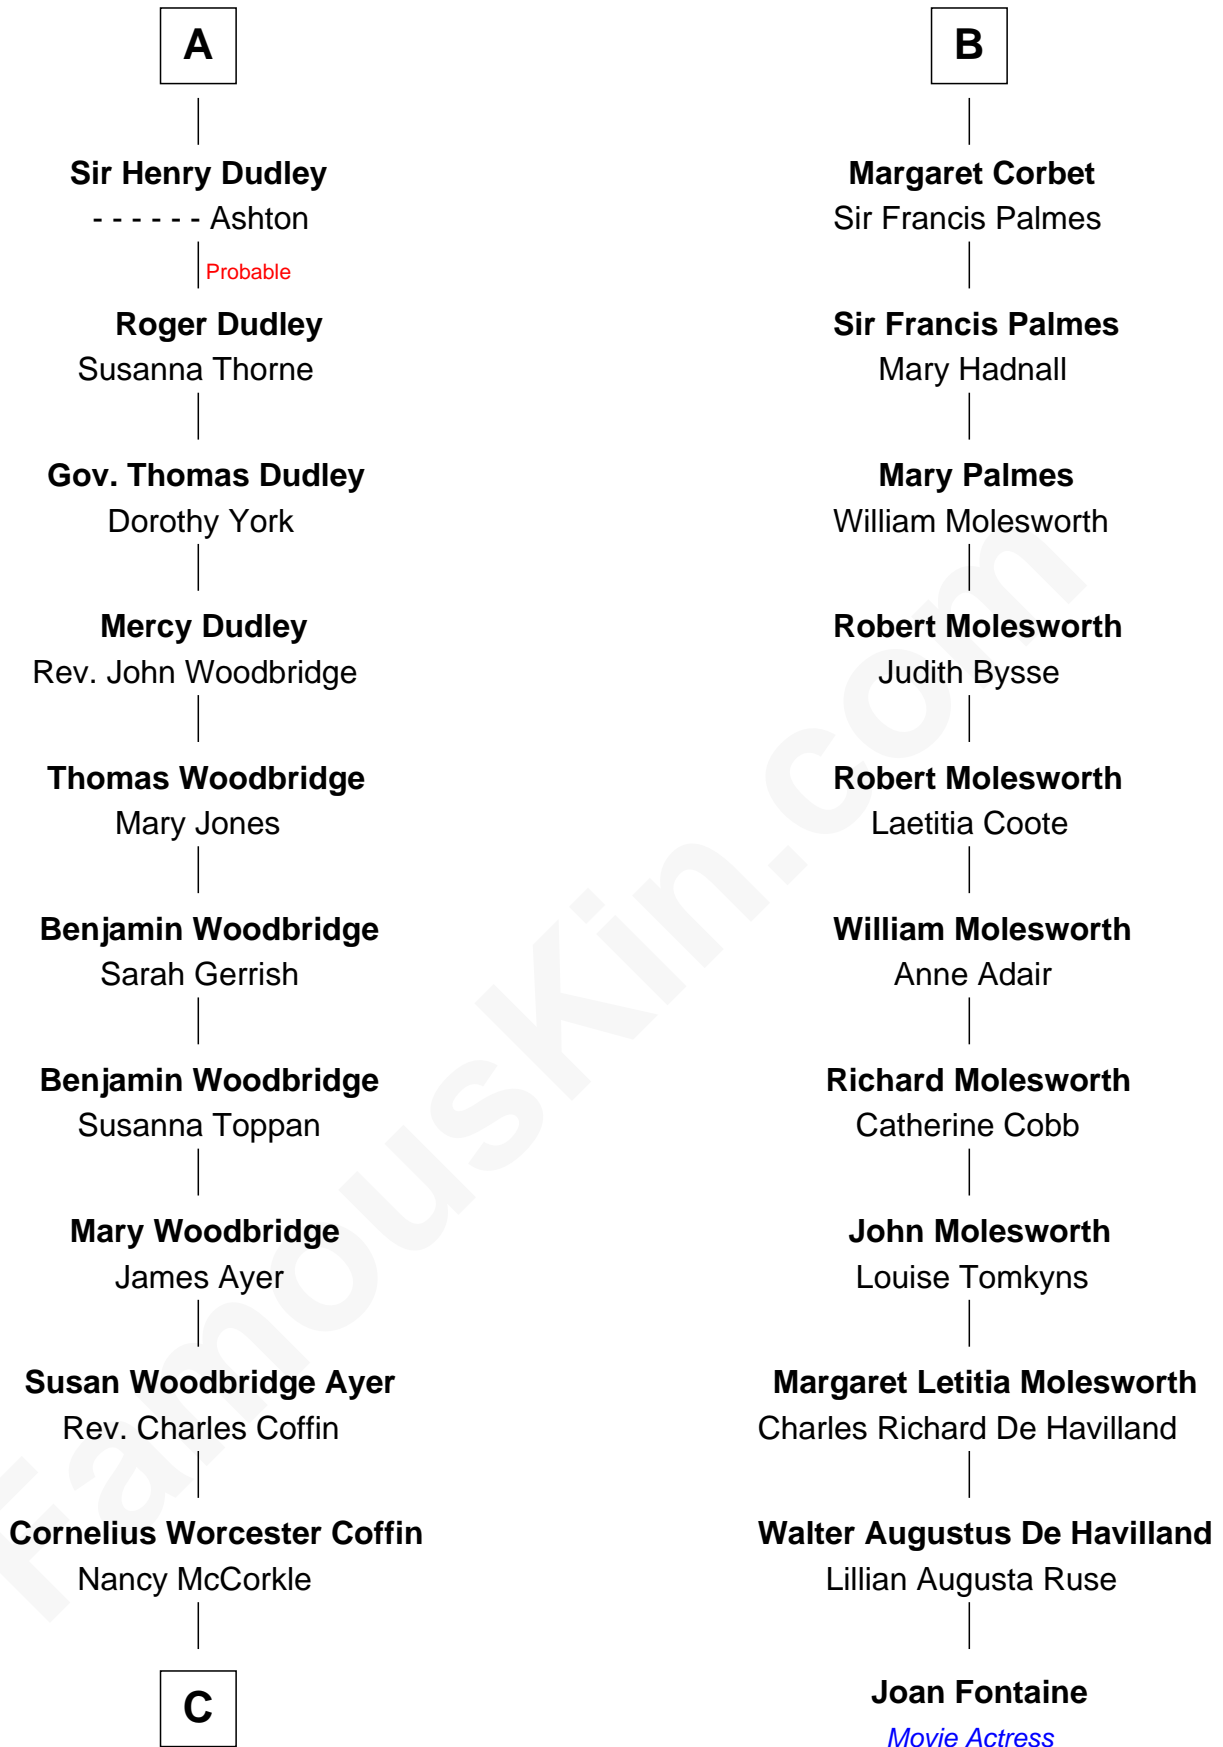 A
Sir Henry Dudley
- - - - - - Ashton
Probable
Roger Dudley
Susanna Thorne
Gov. Thomas Dudley
Dorothy York
Mercy Dudley
Rev. John Woodbridge
Thomas Woodbridge
Mary Jones
Benjamin Woodbridge
Sarah Gerrish
Benjamin Woodbridge
Susanna Toppan
Mary Woodbridge
James Ayer
Susan Woodbridge Ayer
Rev. Charles Coffin
Cornelius Worcester Coffin
Nancy McCorkle
C
B
Margaret Corbet
Sir Francis Palmes
Sir Francis Palmes
Mary Hadnall
Mary Palmes
William Molesworth
Robert Molesworth
Judith Bysse
Robert Molesworth
Laetitia Coote
William Molesworth
Anne Adair
Richard Molesworth
Catherine Cobb
John Molesworth
Louise Tomkyns
Margaret Letitia Molesworth
Charles Richard De Havilland
Walter Augustus De Havilland
Lillian Augusta Ruse
Joan Fontaine
Movie Actress
FamousKin.com